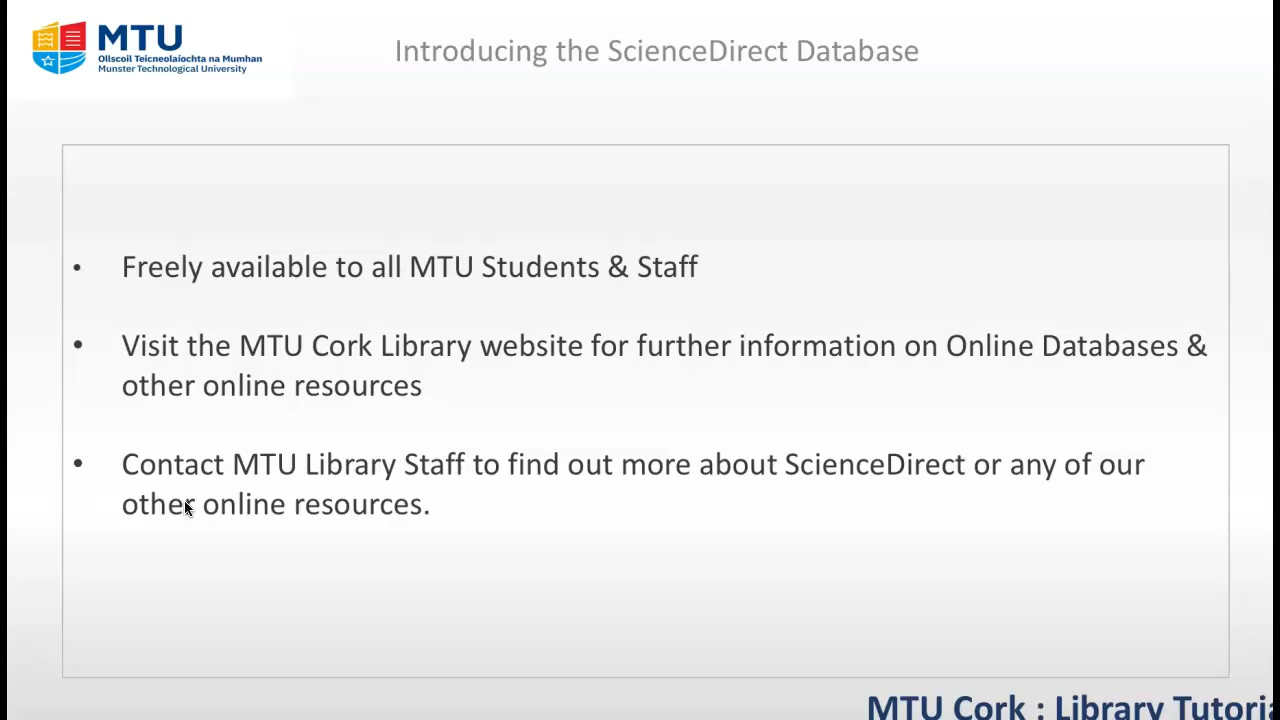 MTU
Ollscoil Teicneolaíochta na Mumhan
Munster Technological University
Introducing the ScienceDirect Database
• Freely available to all MTU Students & Staff
• Visit the MTU Cork Library website for further information on Online Databases &
other online resources
• Contact MTU Library Staff to find out more about ScienceDirect or any of our
other online resources.
MTU Cork : Library Tutoria